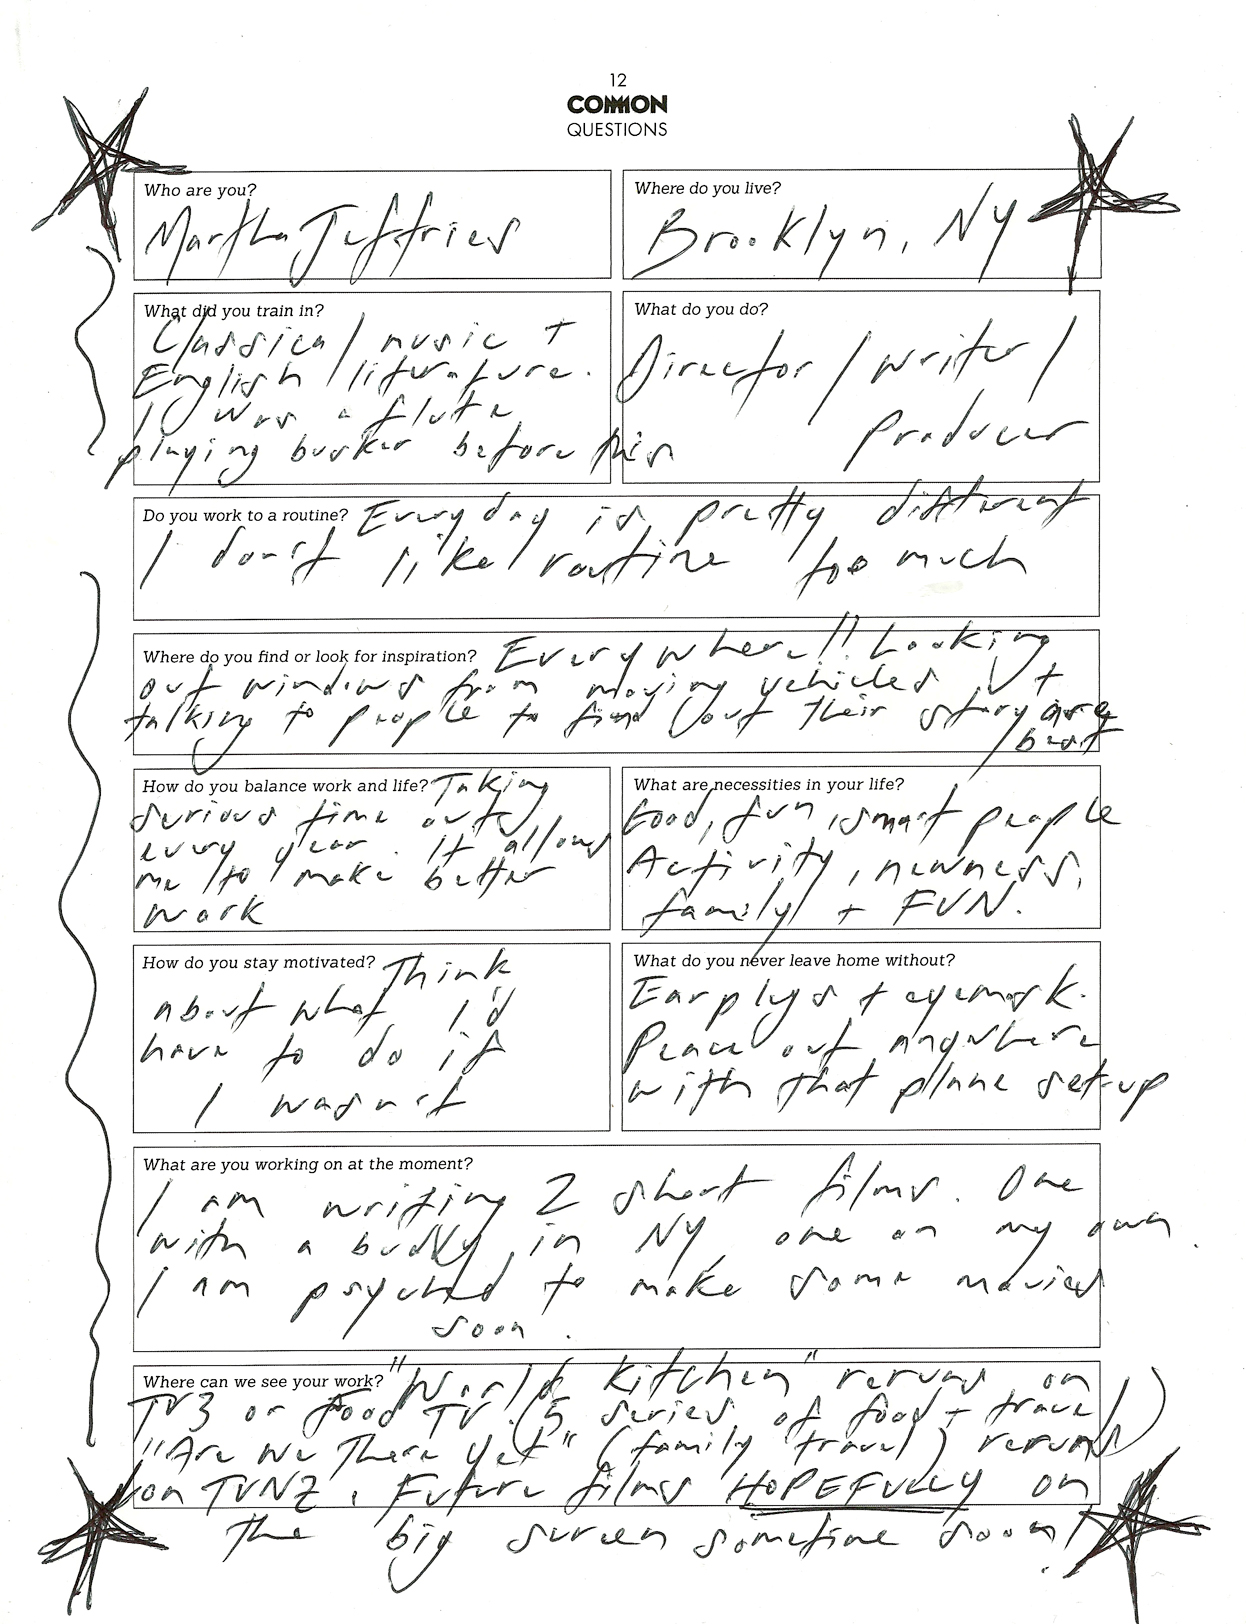 12
COMMON
QUESTIONS
Who are you?
Martha Jeffries
Where do you live?
Brooklyn, NY
What did you train in?
Classical music +
English literature.
I was a flute
playing busker before this
What do you do?
Director / writer /
producer
Do you work to a routine? Every day is pretty different
I don't like routine too much
Where do you find or look for inspiration? Everywhere!! Looking
out windows from moving vehicles +
talking to people to find out their story are
best
How do you balance work and life? Taking
serious time outs
every year. It allows
me to make better
work
What are necessities in your life?
Food, fun, smart people
Activity, newness,
family + FUN.
How do you stay motivated? Think
about what I'd
have to do if
I wasn't
What do you never leave home without?
Earplugs + eyemask.
Peace out anywhere
with that plane set-up
What are you working on at the moment?
I am writing 2 short films. One
with a buddy in NY, one on my own.
I am psyched to make some movies
soon.
Where can we see your work? "World Kitchen" reruns on
TV3 or Food TV (5 series of food + travel)
"Are We There Yet" (family travel) reruns
on TVNZ. Future films HOPEFULLY on
the big screen sometime soon!